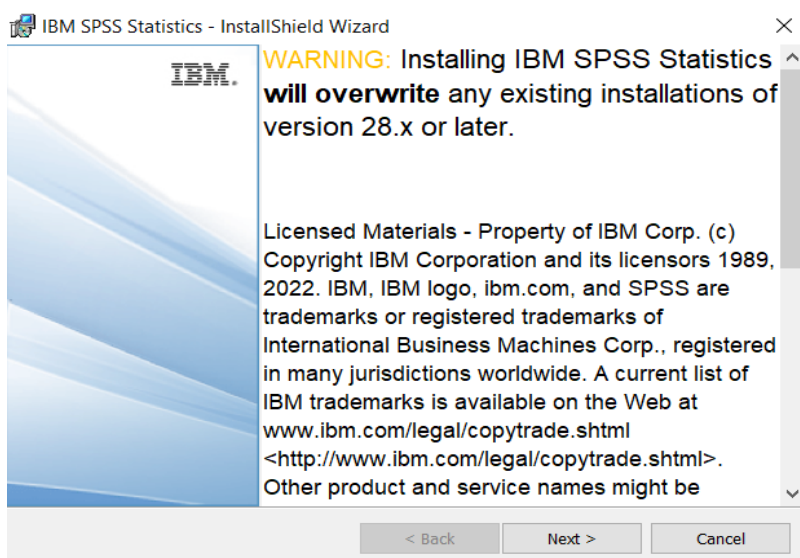 IBM SPSS Statistics - InstallShield Wizard
IBM.
WARNING: Installing IBM SPSS Statistics
will overwrite any existing installations of
version 28.x or later.
Licensed Materials - Property of IBM Corp. (c)
Copyright IBM Corporation and its licensors 1989,
2022. IBM, IBM logo, ibm.com, and SPSS are
trademarks or registered trademarks of
International Business Machines Corp., registered
in many jurisdictions worldwide. A current list of
IBM trademarks is available on the Web at
www.ibm.com/legal/copytrade.shtml
<http://www.ibm.com/legal/copytrade.shtml>.
Other product and service names might be
< Back
Next >
Cancel